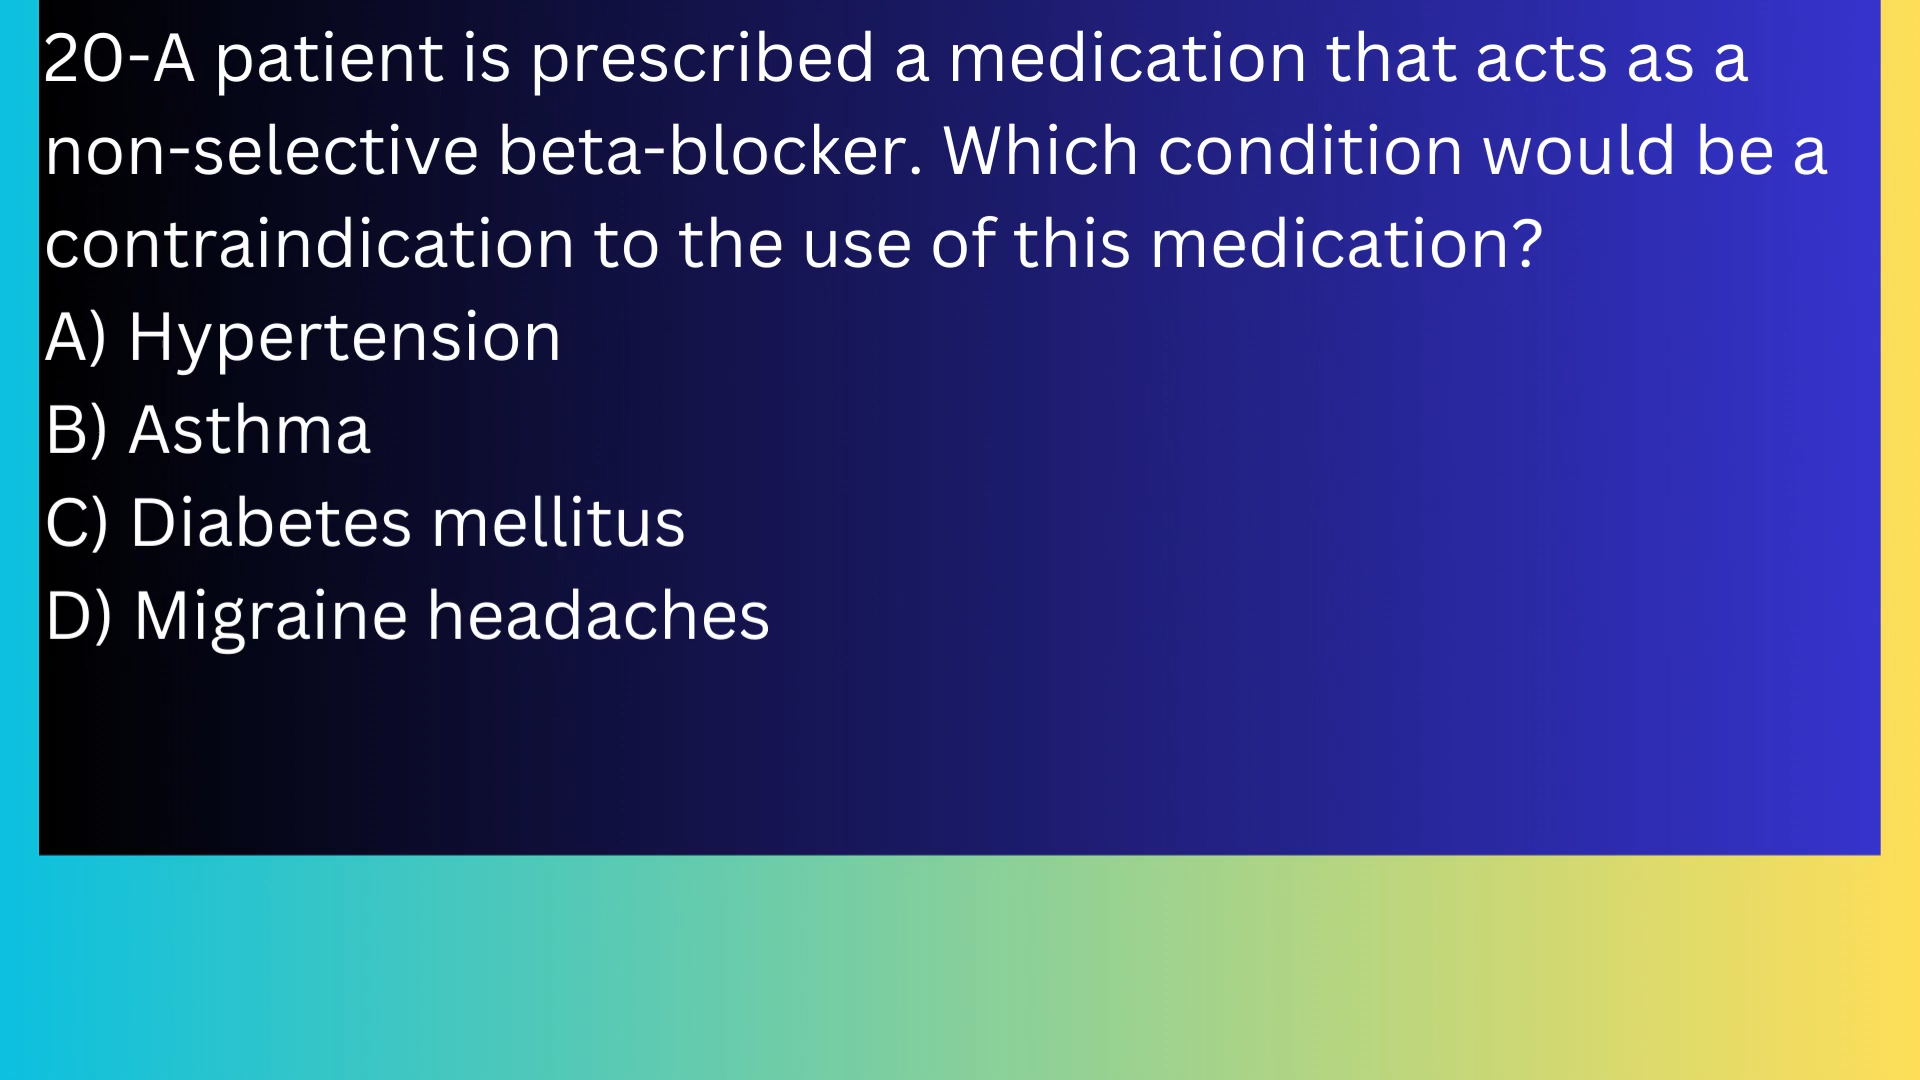 20-A patient is prescribed a medication that acts as a
non-selective beta-blocker. Which condition would be a
contraindication to the use of this medication?
A) Hypertension
B) Asthma
C) Diabetes mellitus
D) Migraine headaches